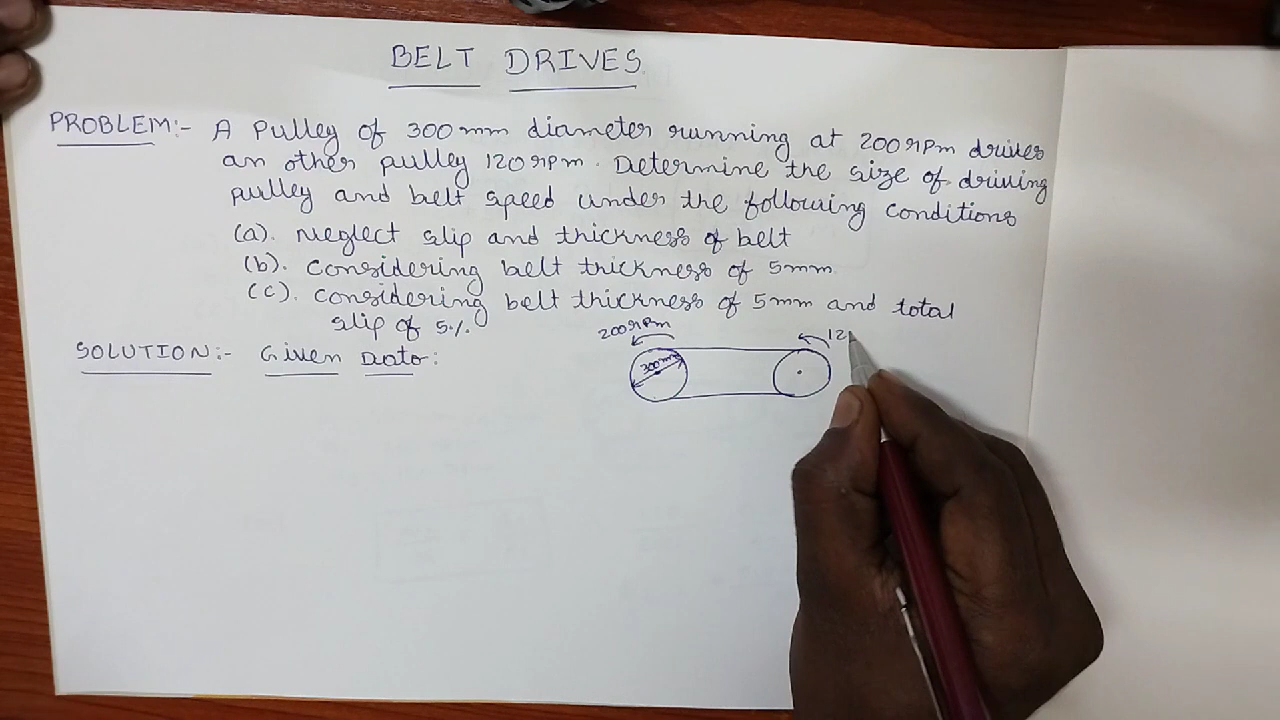 BELT DRIVES
PROBLEM:- A Pulley of 300mm diameter running at 200rpm drives
an other pulley 120rpm. Determine the size of driving
pulley and belt speed under the following conditions
(a). Neglect slip and thickness of belt
(b). Considering belt thickness of 5mm
(c). Considering belt thickness of 5mm and total
slip of 5%
200rpm
12
300mm
SOLUTION:- Given Data: